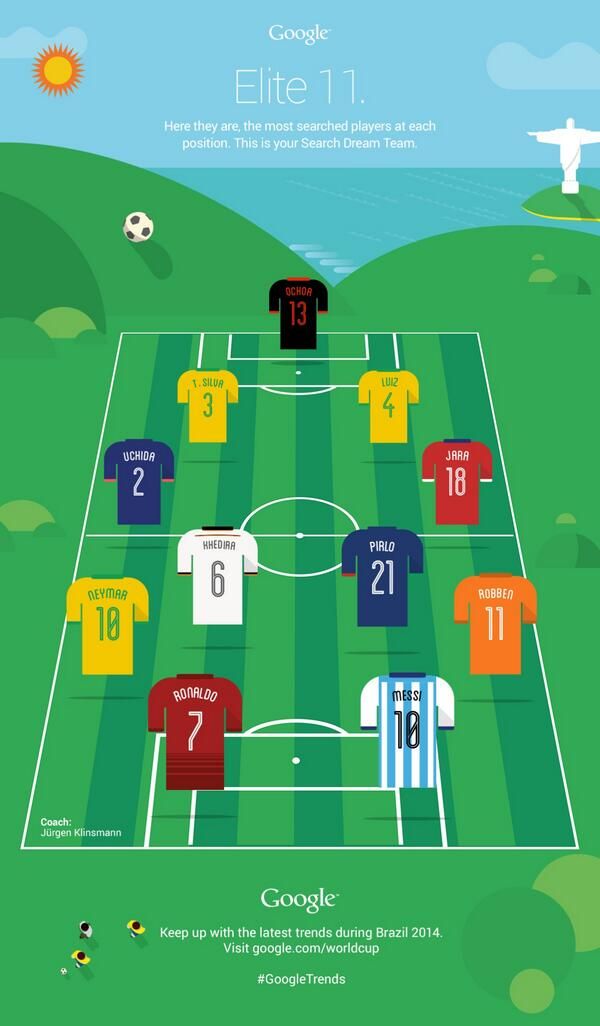 Google
Elite 11.
Here they are, the most searched players at each
position. This is your Search Dream Team.
OCHOA
13
T. SILVA
3
LUIZ
4
UCHIDA
2
JARA
18
KHEDIRA
6
PIRLO
21
NEYMAR
10
ROBBEN
11
RONALDO
7
MESSI
10
Coach:
Jürgen Klinsmann
Google
Keep up with the latest trends during Brazil 2014.
Visit google.com/worldcup
#GoogleTrends